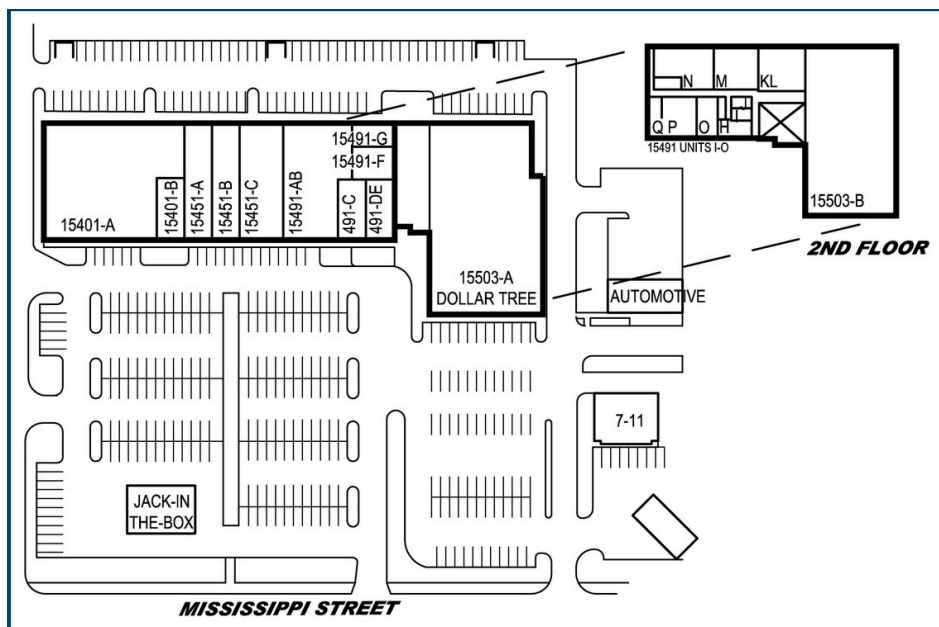 N
M
KL
Q
P
O
H
15491 UNITS I-O
15503-B
2ND FLOOR
15491-G
15491-F
15401-A
15401-B
15451-A
15451-B
15451-C
15491-AB
491-C
491-DE
15503-A
DOLLAR TREE
AUTOMOTIVE
7-11
JACK-IN
THE-BOX
MISSISSIPPI STREET